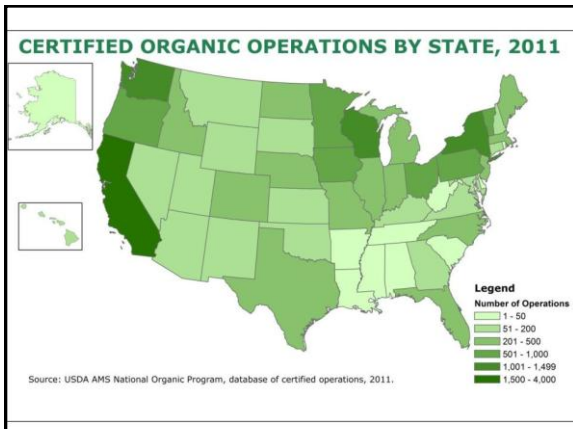 CERTIFIED ORGANIC OPERATIONS BY STATE, 2011
Legend
Number of Operations
1 - 50
51 - 200
201 - 500
501 - 1,000
1,001 - 1,499
1,500 - 4,000
Source: USDA AMS National Organic Program, database of certified operations, 2011.